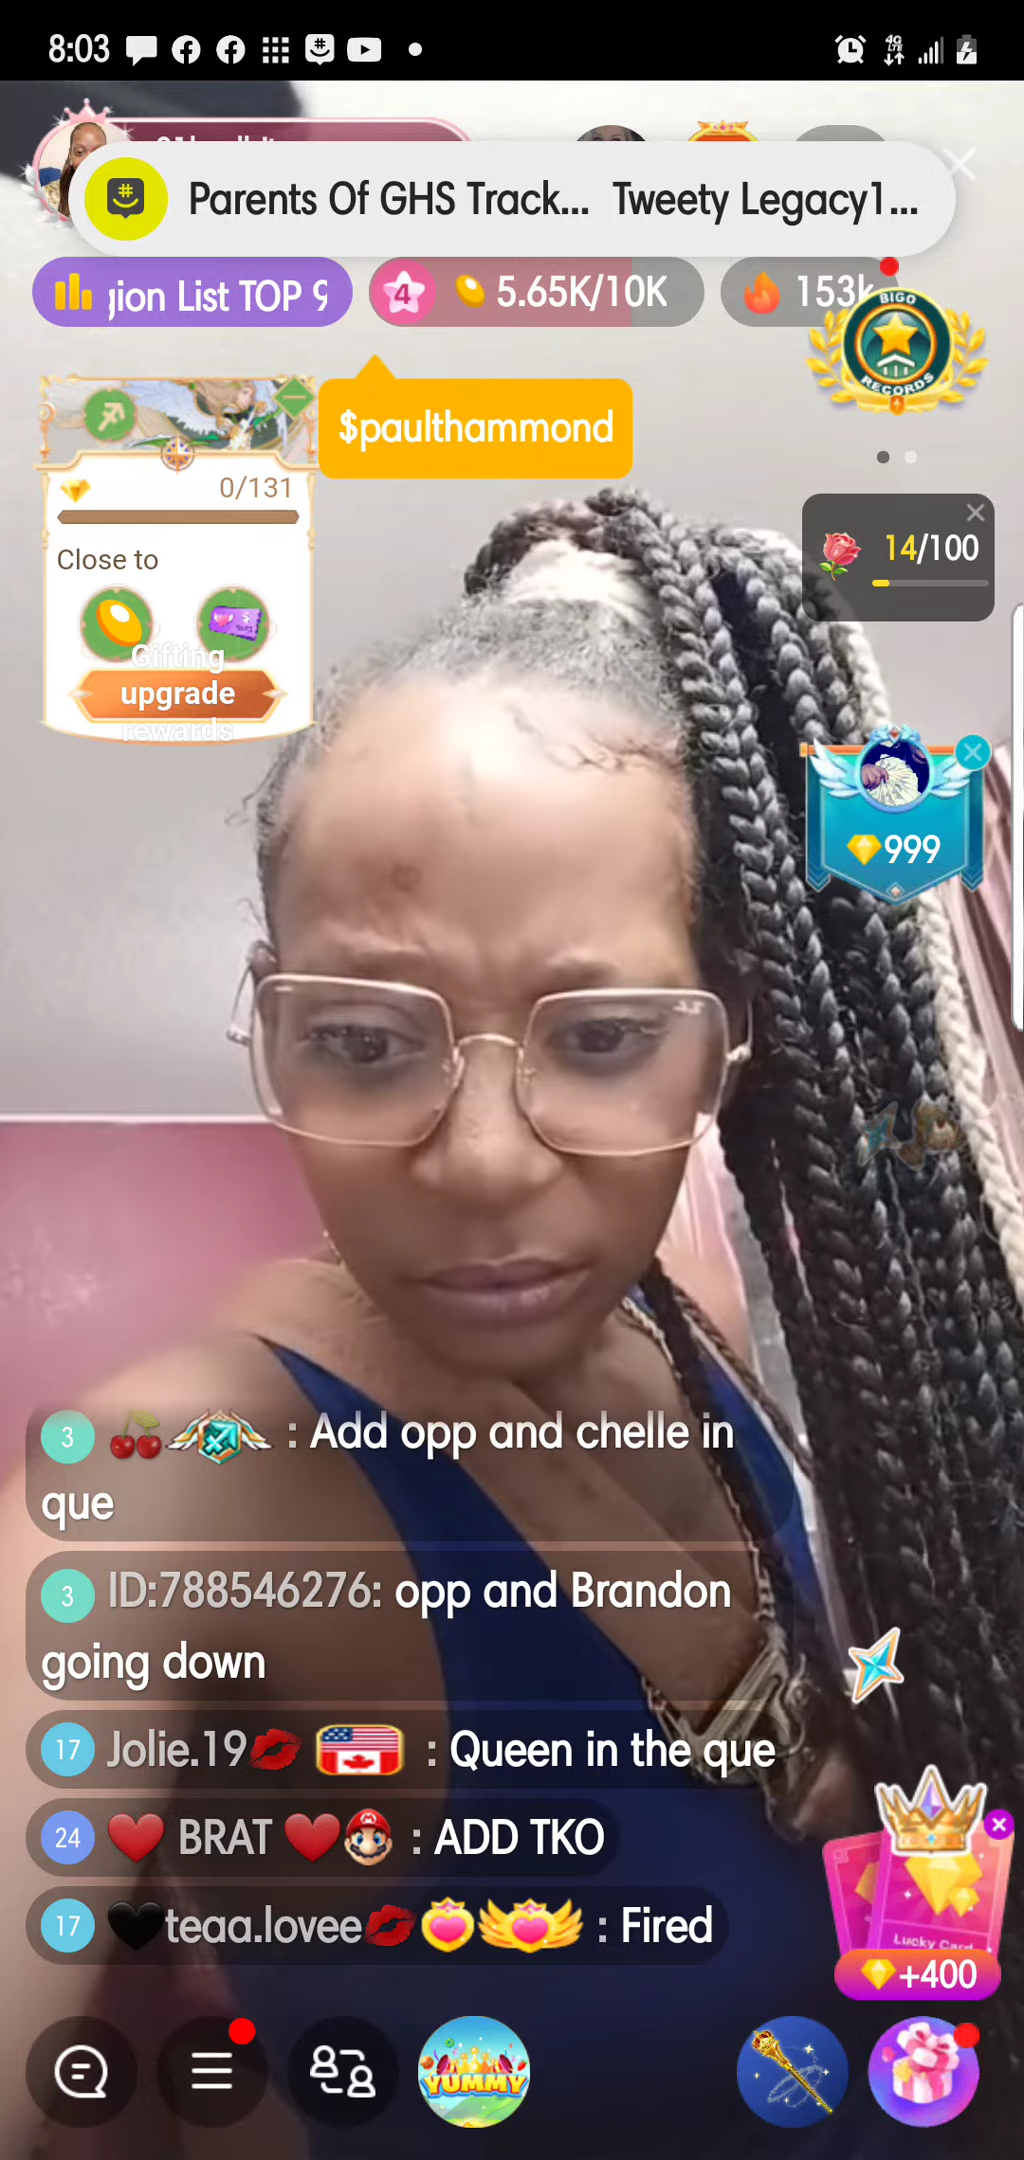 8:03
4G LTE
Parents Of GHS Track... Tweety Legacy1...
gion List TOP 9
4
5.65K/10K
153k
BIGO
RECORDS
$paulthammond
0/131
Close to
Gifting
upgrade
rewards
14/100
999
3 : Add opp and chelle in
que
3 ID:788546276: opp and Brandon
going down
17 Jolie.19💋 : Queen in the que
24 ❤️ BRAT ❤️ : ADD TKO
17 🖤teaa.lovee💋 : Fired
Lucky Card
+400
YUMMY